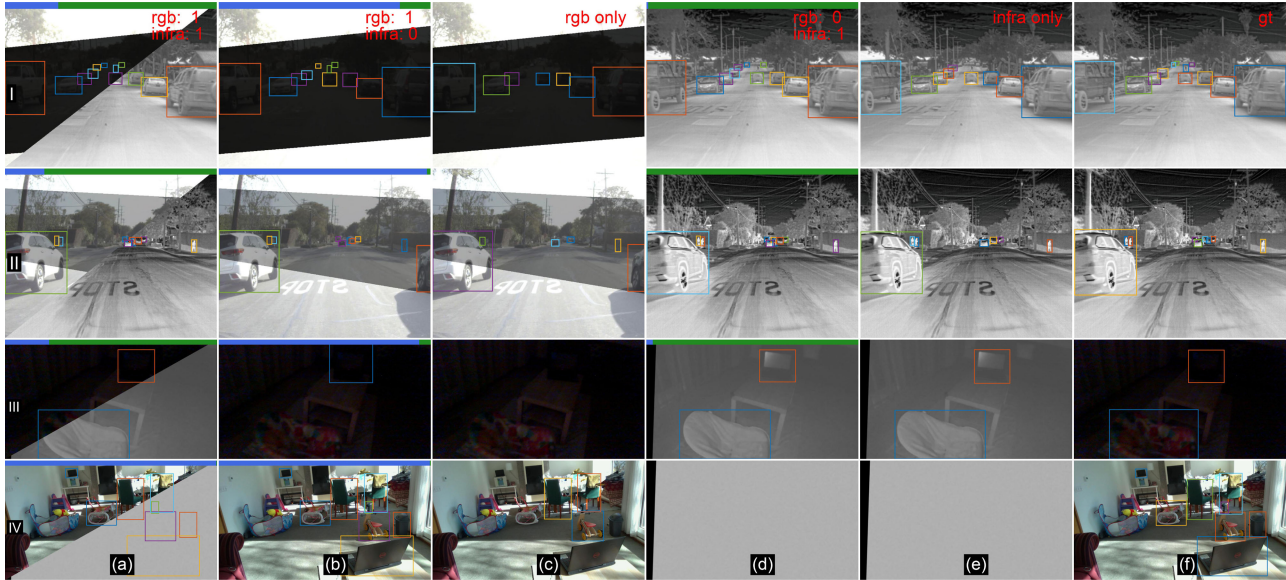 rgb: 1
infra: 1
rgb: 1
infra: 0
rgb only
rgb: 0
infra: 1
infra only
gt
I
II
STOP
STOP
STOP
STOP
STOP
STOP
III
IV
(a)
(b)
(c)
(d)
(e)
(f)